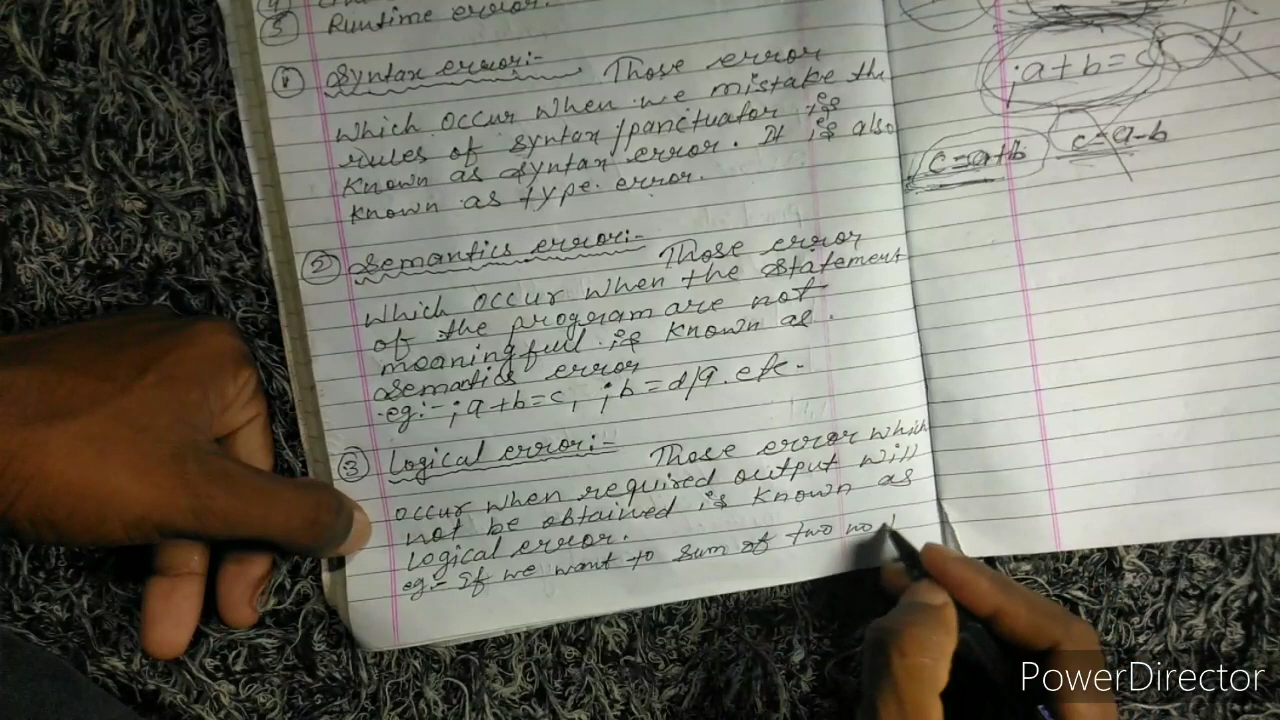 5 Runtime error.
① Syntax error:- Those error
which occur when we mistake the
rules of syntax/panctuator is
known as syntax error. It is also
known as type error.
② Semantics error:- Those error
which occur when the statement
of the program are not
moaningfull is known as.
semantics error
eg:- ; a+b=c, ; b=d/a. etc.
③ Logical error:- Those error which
occur when required output will
not be obtained is known as
Logical error.
eg:- If we want to sum of two no
;a+b=c
c=a+b c=a-b
PowerDirector